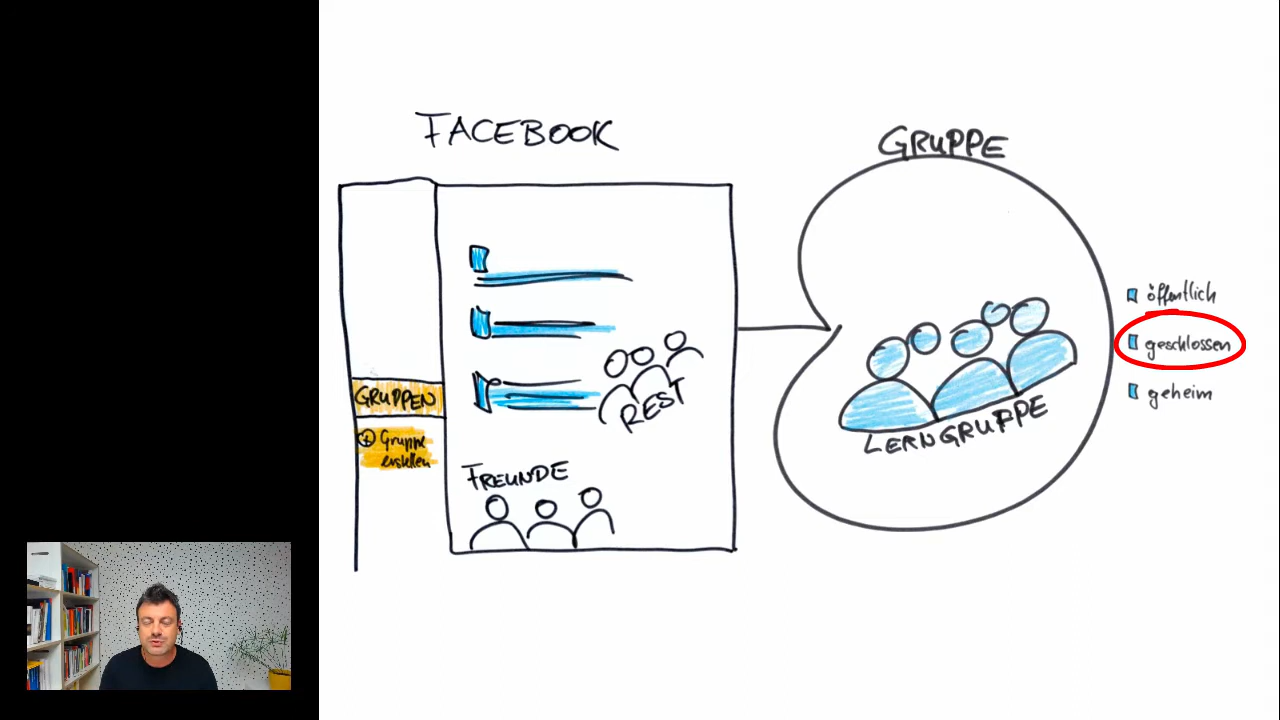 FACEBOOK
GRUPPE
GRUPPEN
Gruppe
erstellen
REST
FREUNDE
LERNGRUPPE
öffentlich
geschlossen
geheim